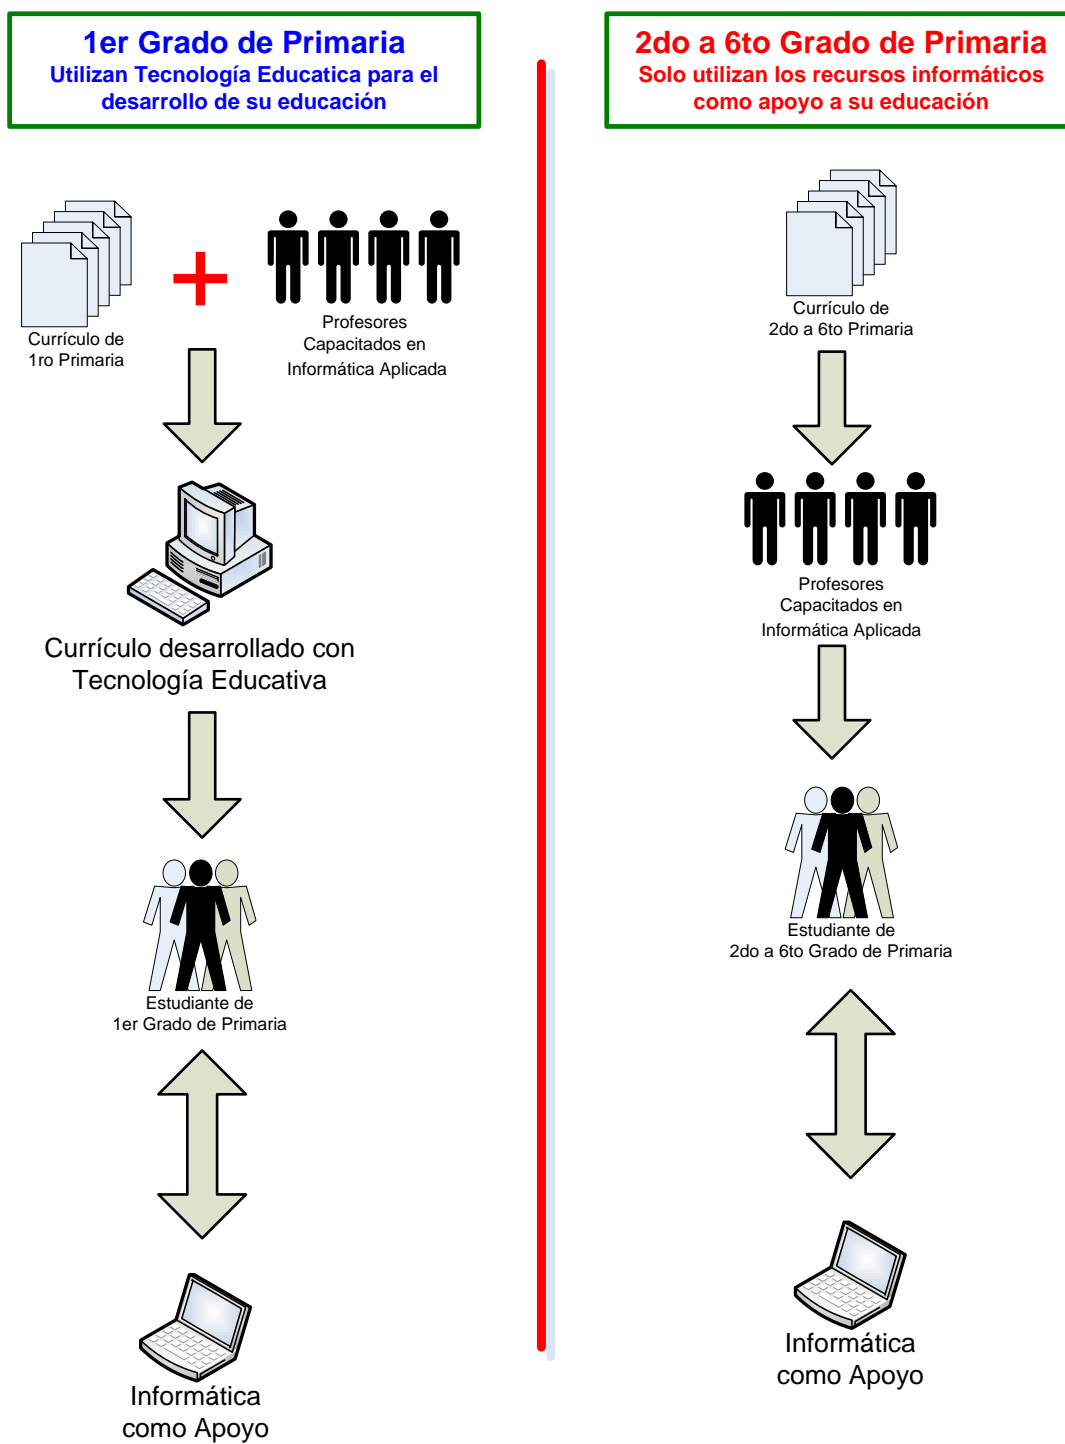 1er Grado de Primaria
Utilizan Tecnología Educatica para el
desarrollo de su educación
Currículo de
1ro Primaria
Profesores
Capacitados en
Informática Aplicada
Currículo desarrollado con
Tecnología Educativa
Estudiante de
1er Grado de Primaria
Informática
como Apoyo
2do a 6to Grado de Primaria
Solo utilizan los recursos informáticos
como apoyo a su educación
Currículo de
2do a 6to Primaria
Profesores
Capacitados en
Informática Aplicada
Estudiante de
2do a 6to Grado de Primaria
Informática
como Apoyo